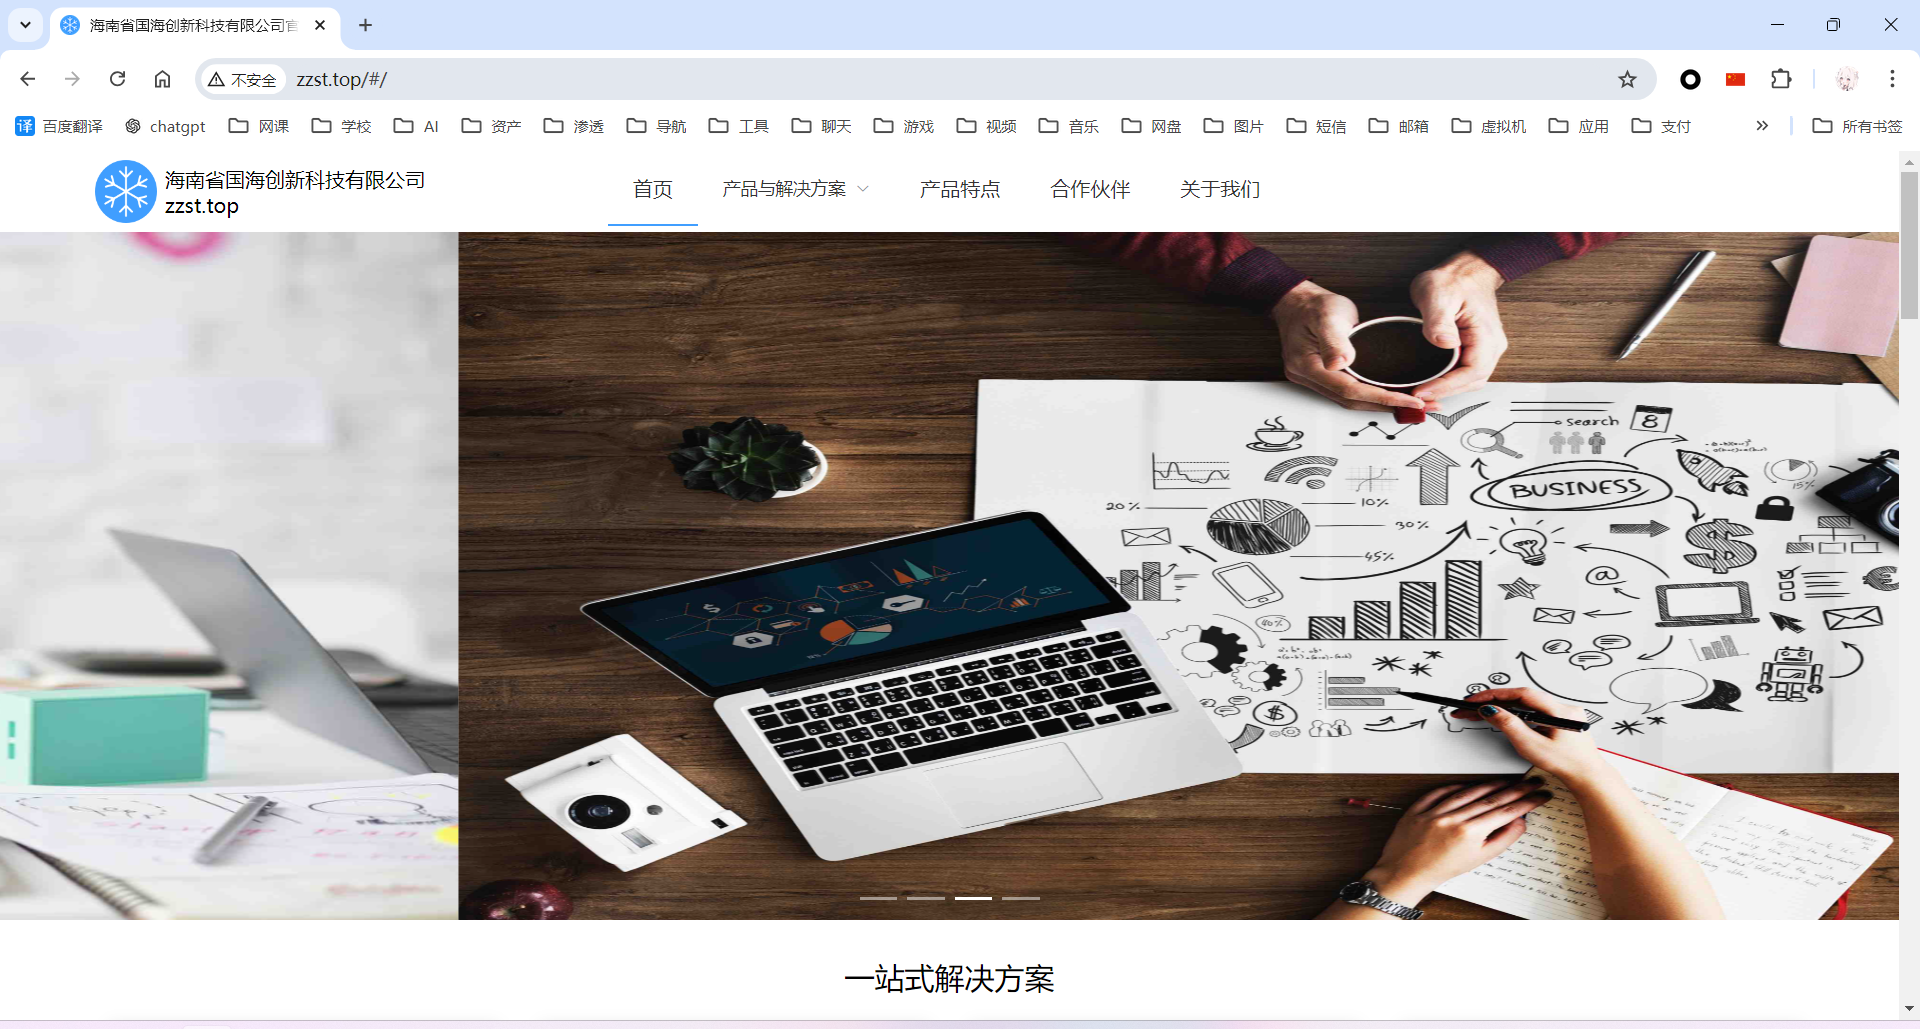 海南省国海创新科技有限公司官
不安全
zzst.top/#/
百度翻译 chatgpt 网课 学校 AI 资产 渗透 导航 工具 聊天 游戏 视频 音乐 网盘 图片 短信 邮箱 虚拟机 应用 支付 » 所有书签
海南省国海创新科技有限公司
zzst.top
首页 产品与解决方案 产品特点 合作伙伴 关于我们
search 8
BUSINESS
15%
20%
10%
30%
45%
@
$
€
40%
$
一站式解决方案